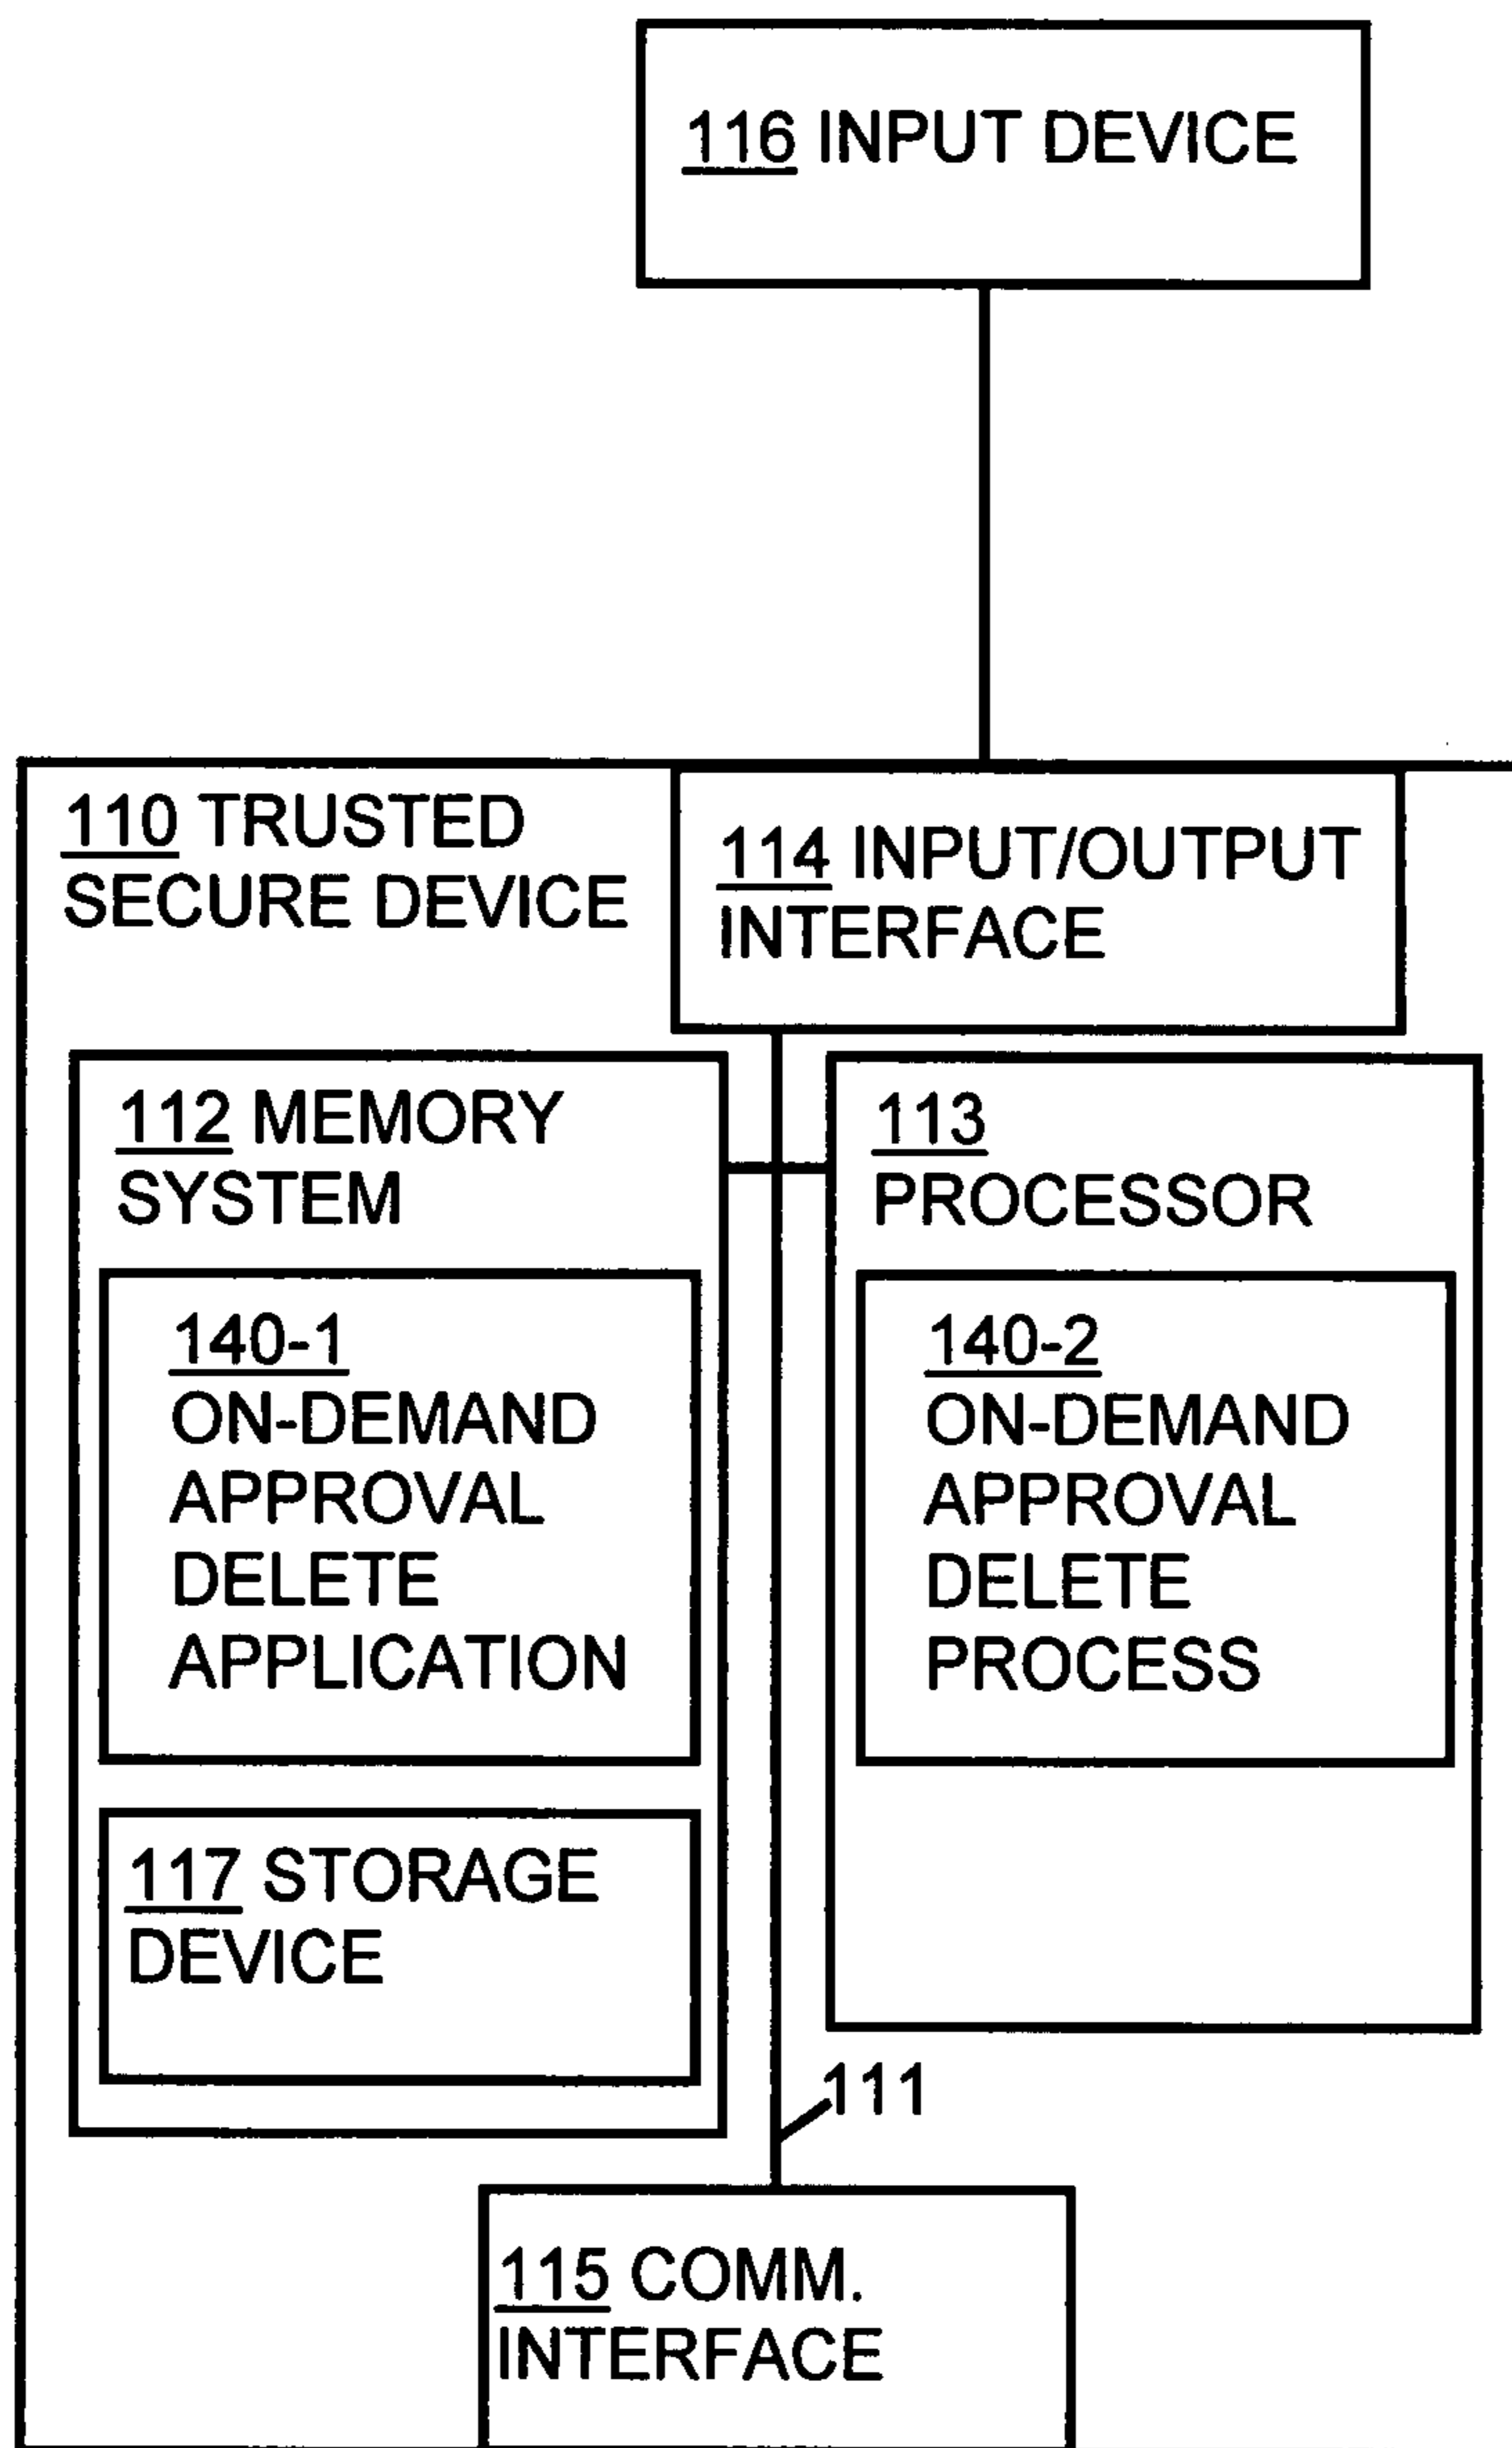 116 INPUT DEVICE
110 TRUSTED
SECURE DEVICE
114 INPUT/OUTPUT
INTERFACE
112 MEMORY
SYSTEM
113
PROCESSOR
140-1
ON-DEMAND
APPROVAL
DELETE
APPLICATION
140-2
ON-DEMAND
APPROVAL
DELETE
PROCESS
117 STORAGE
DEVICE
111
115 COMM.
INTERFACE